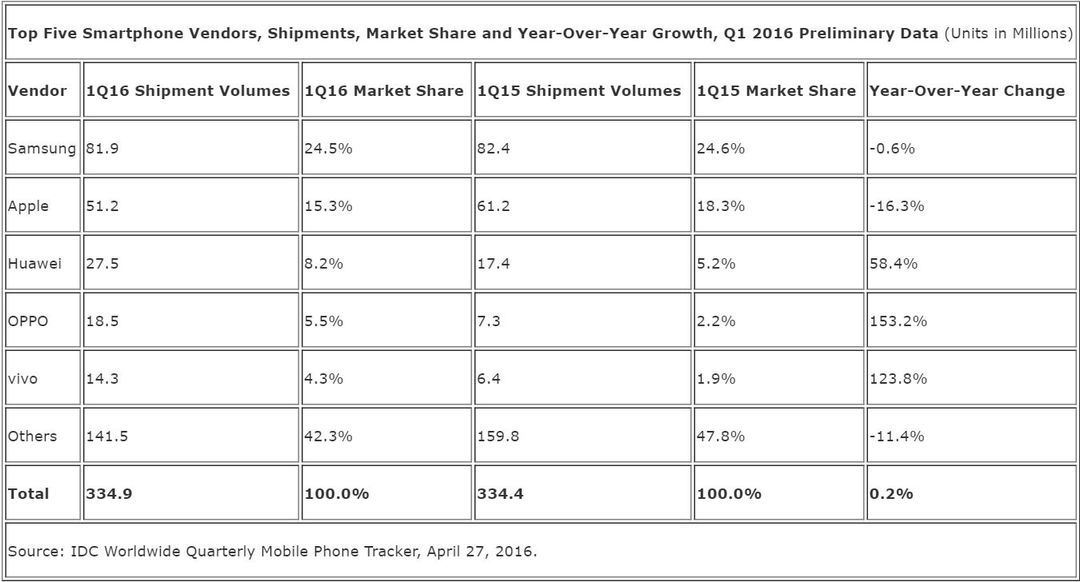 Top Five Smartphone Vendors, Shipments, Market Share and Year-Over-Year Growth, Q1 2016 Preliminary Data (Units in Millions)
Vendor 1Q16 Shipment Volumes 1Q16 Market Share 1Q15 Shipment Volumes 1Q15 Market Share Year-Over-Year Change
Samsung 81.9 24.5% 82.4 24.6% -0.6%
Apple 51.2 15.3% 61.2 18.3% -16.3%
Huawei 27.5 8.2% 17.4 5.2% 58.4%
OPPO 18.5 5.5% 7.3 2.2% 153.2%
vivo 14.3 4.3% 6.4 1.9% 123.8%
Others 141.5 42.3% 159.8 47.8% -11.4%
Total 334.9 100.0% 334.4 100.0% 0.2%
Source: IDC Worldwide Quarterly Mobile Phone Tracker, April 27, 2016.